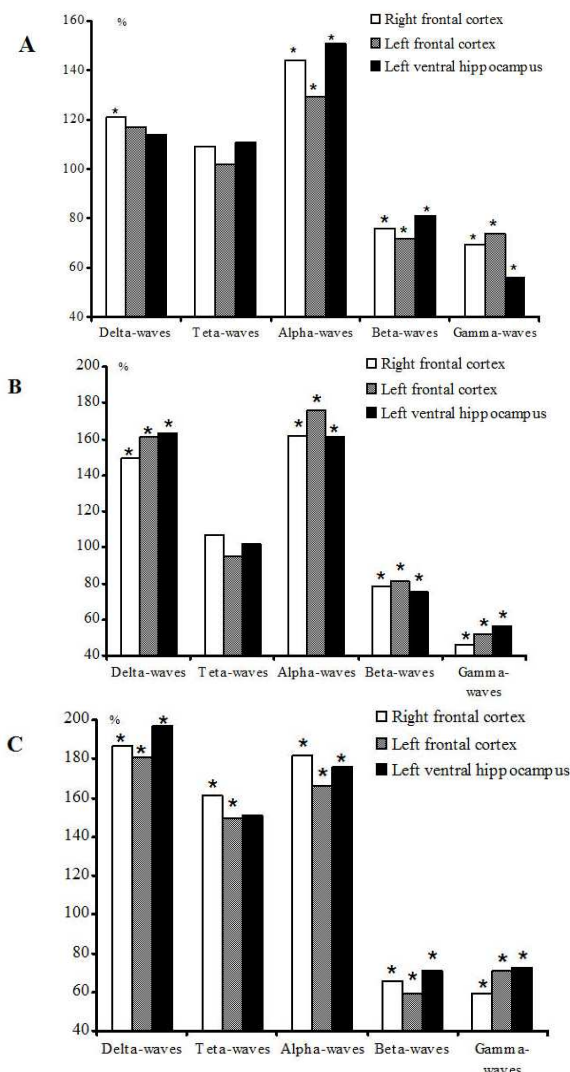 A
%
160
140
120
100
80
60
40
Right frontal cortex
Left frontal cortex
Left ventral hippocampus
*
* * *
* * *
* * *
Delta-waves Teta-waves Alpha-waves Beta-waves Gamma-waves
B
%
200
180
160
140
120
100
80
60
40
Right frontal cortex
Left frontal cortex
Left ventral hippocampus
* * *
* * *
* * *
* * *
Delta-waves Teta-waves Alpha-waves Beta-waves Gamma-
waves
C
%
200
180
160
140
120
100
80
60
40
Right frontal cortex
Left frontal cortex
Left ventral hippocampus
* * *
* *
* * *
* * *
* * *
Delta-waves Teta-waves Alpha-waves Beta-waves Gamma-
waves